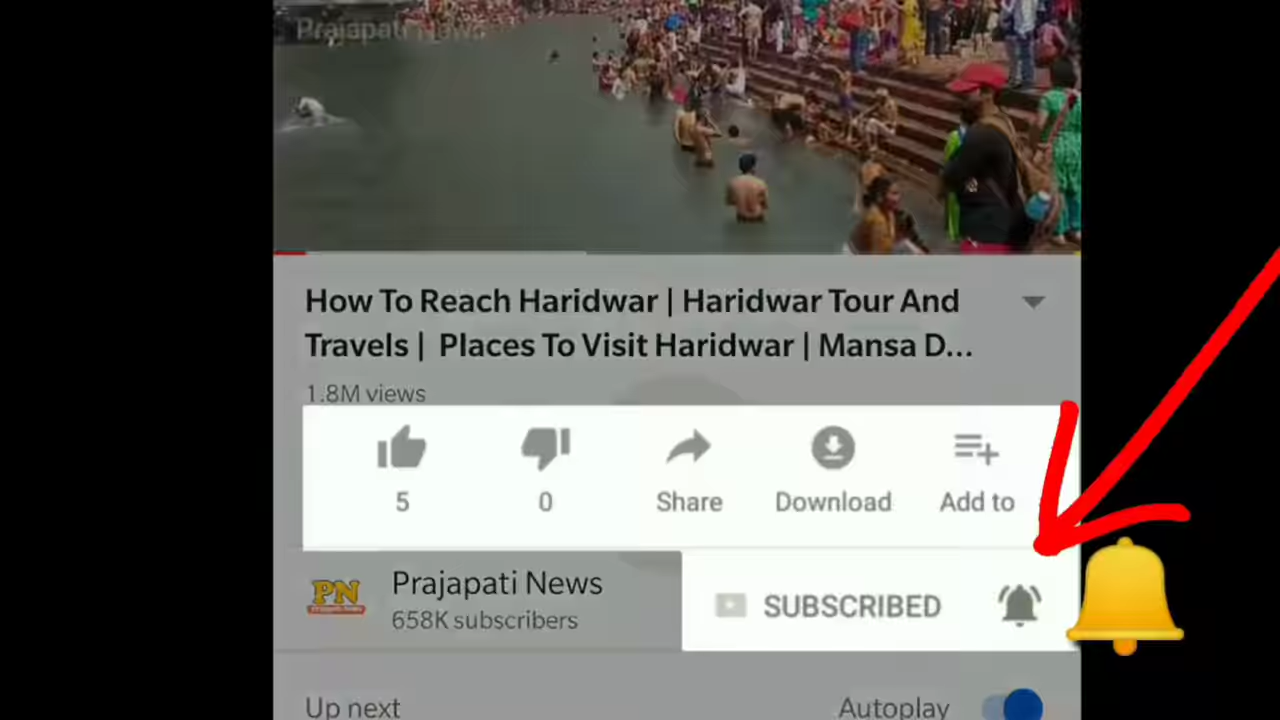 Prajapati News
How To Reach Haridwar | Haridwar Tour And
Travels | Places To Visit Haridwar | Mansa D...
1.8M views
5
0
Share
Download
Add to
PN
Prajapati News
658K subscribers
SUBSCRIBED
Up next
Autoplay